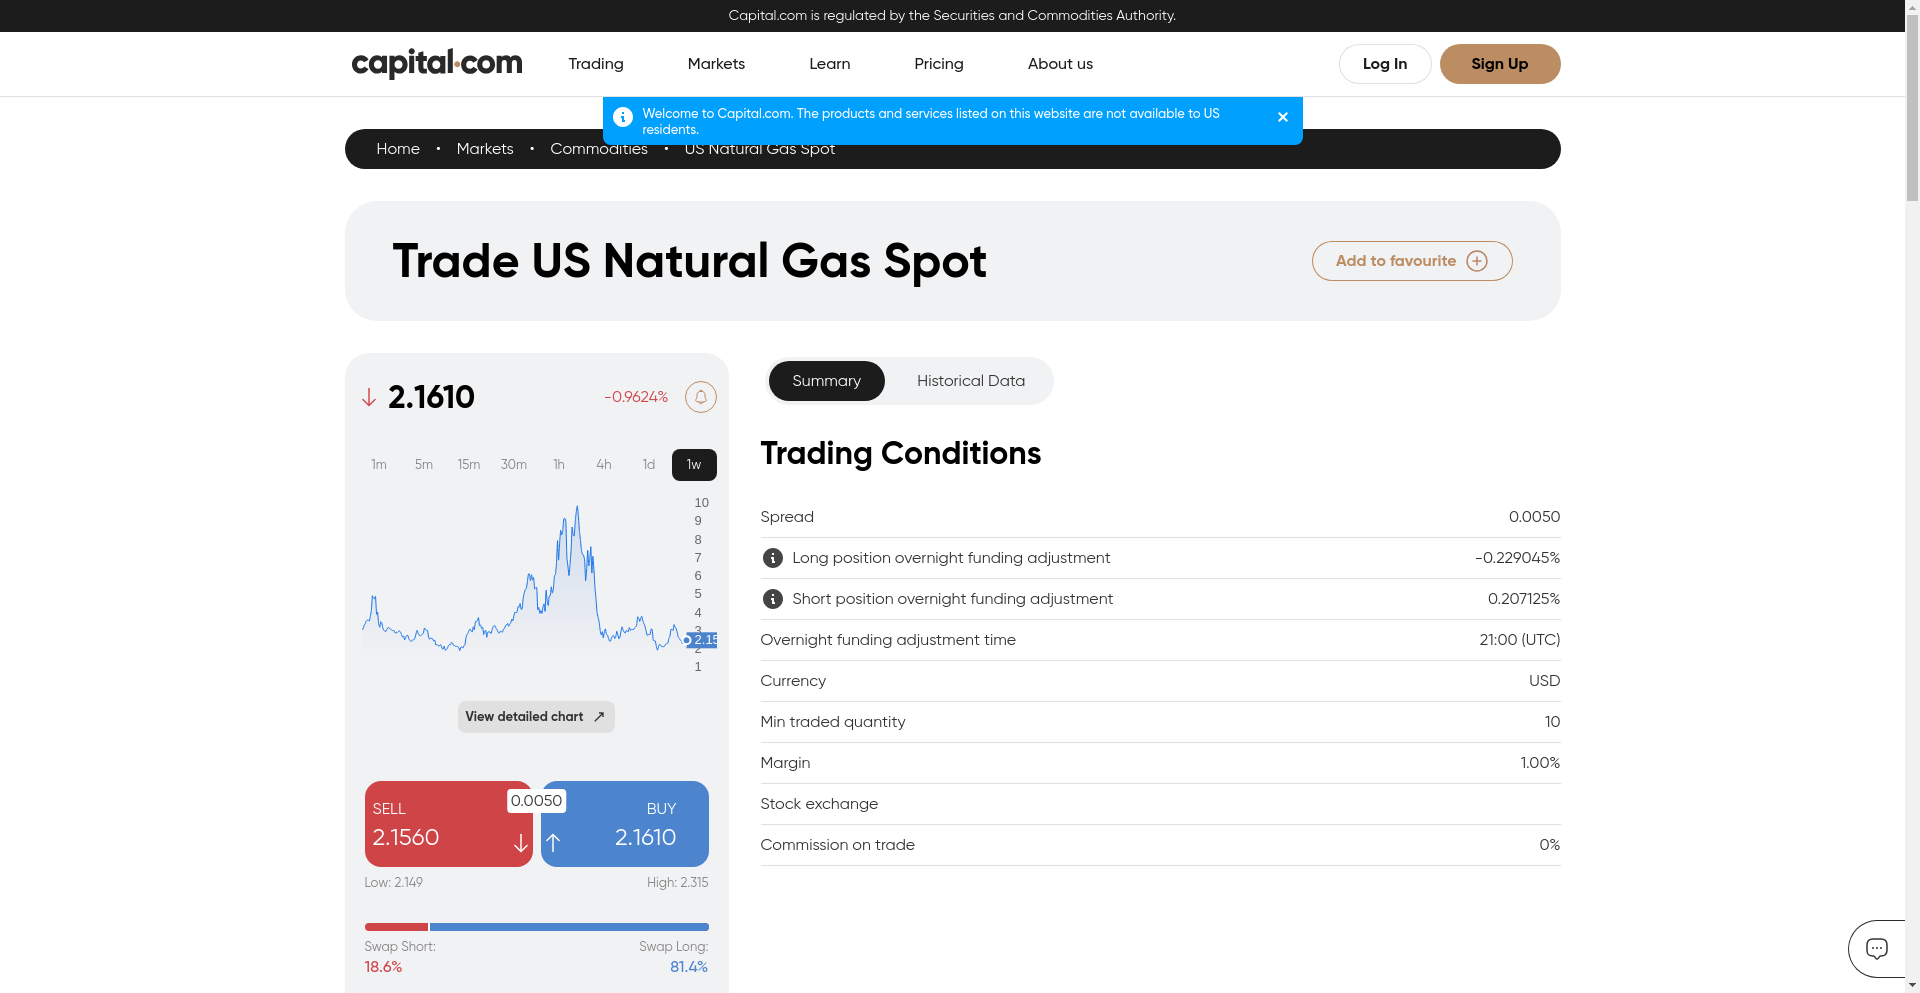 Capital.com is regulated by the Securities and Commodities Authority.
capital.com
Trading
Markets
Learn
Pricing
About us
Log In
Sign Up
Welcome to Capital.com. The products and services listed on this website are not available to US
residents.
Home • Markets • Commodities • US Natural Gas Spot
Trade US Natural Gas Spot
Add to favourite
2.1610
-0.9624%
1m 5m 15m 30m 1h 4h 1d 1w
10
9
8
7
6
5
4
3
2.15
2
1
View detailed chart
SELL
2.1560
0.0050
BUY
2.1610
Low: 2.149
High: 2.315
Swap Short:
18.6%
Swap Long:
81.4%
Summary
Historical Data
Trading Conditions
Spread 0.0050
Long position overnight funding adjustment -0.229045%
Short position overnight funding adjustment 0.207125%
Overnight funding adjustment time 21:00 (UTC)
Currency USD
Min traded quantity 10
Margin 1.00%
Stock exchange
Commission on trade 0%